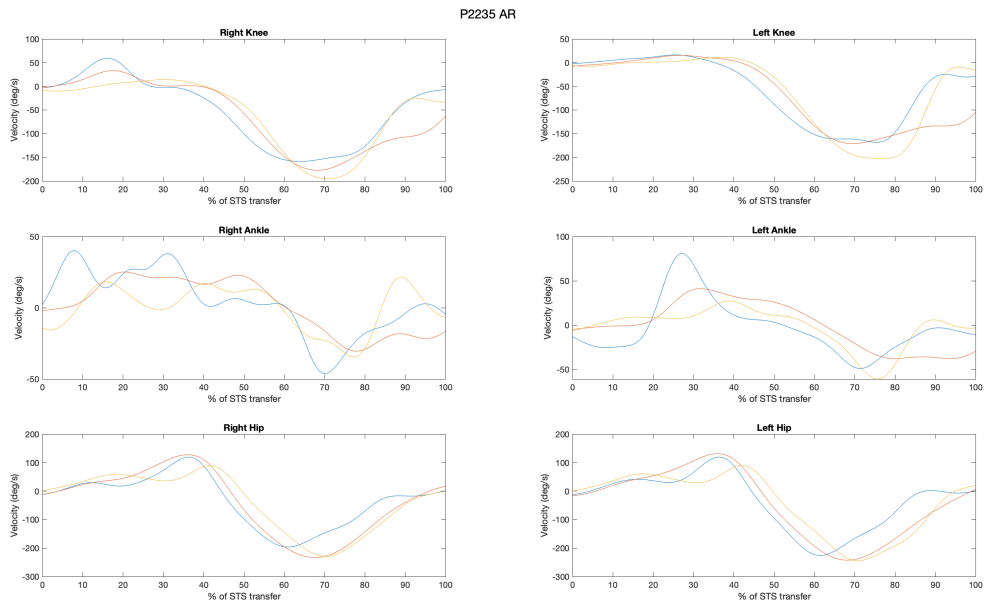 P2235 AR
Right Knee
100
50
0
-50
-100
-150
-200
Velocity (deg/s)
0 10 20 30 40 50 60 70 80 90 100
% of STS transfer
Left Knee
50
0
-50
-100
-150
-200
-250
Velocity (deg/s)
0 10 20 30 40 50 60 70 80 90 100
% of STS transfer
Right Ankle
50
0
-50
Velocity (deg/s)
0 10 20 30 40 50 60 70 80 90 100
% of STS transfer
Left Ankle
100
50
0
-50
Velocity (deg/s)
0 10 20 30 40 50 60 70 80 90 100
% of STS transfer
Right Hip
200
100
0
-100
-200
-300
Velocity (deg/s)
0 10 20 30 40 50 60 70 80 90 100
% of STS transfer
Left Hip
200
100
0
-100
-200
-300
Velocity (deg/s)
0 10 20 30 40 50 60 70 80 90 100
% of STS transfer